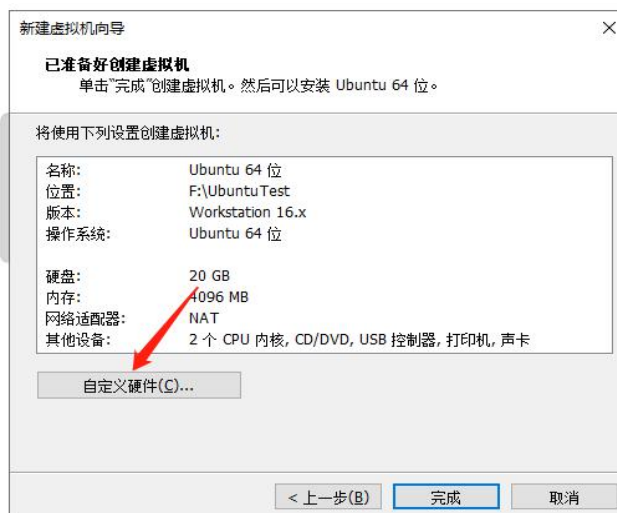 新建虚拟机向导
已准备好创建虚拟机
单击"完成"创建虚拟机。然后可以安装 Ubuntu 64 位。
将使用下列设置创建虚拟机:
名称: Ubuntu 64 位
位置: F:\UbuntuTest
版本: Workstation 16.x
操作系统: Ubuntu 64 位
硬盘: 20 GB
内存: 4096 MB
网络适配器: NAT
其他设备: 2 个 CPU 内核, CD/DVD, USB 控制器, 打印机, 声卡
自定义硬件(C)...
< 上一步(B) 完成 取消